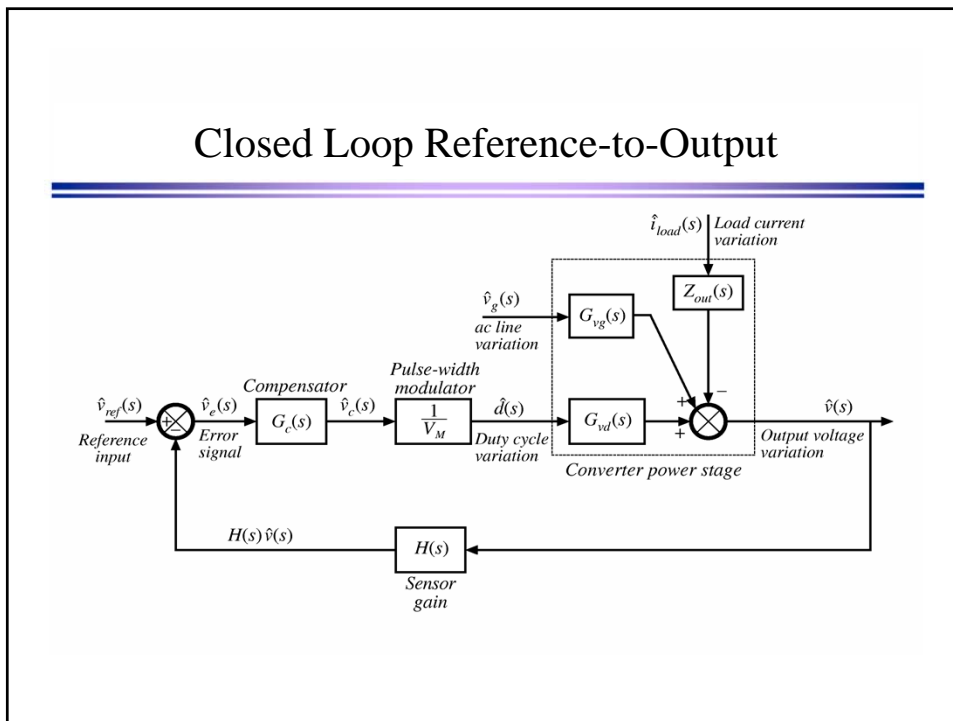 Closed Loop Reference-to-Output
î_load(s)
Load current
variation
Z_out(s)
v̂_g(s)
ac line
variation
G_vg(s)
−
+
+
Pulse-width
modulator
Compensator
v̂_ref(s)
Reference
input
+
−
v̂_e(s)
Error
signal
G_c(s)
v̂_c(s)
1
V_M
d̂(s)
Duty cycle
variation
G_vd(s)
v̂(s)
Output voltage
variation
Converter power stage
H(s) v̂(s)
H(s)
Sensor
gain